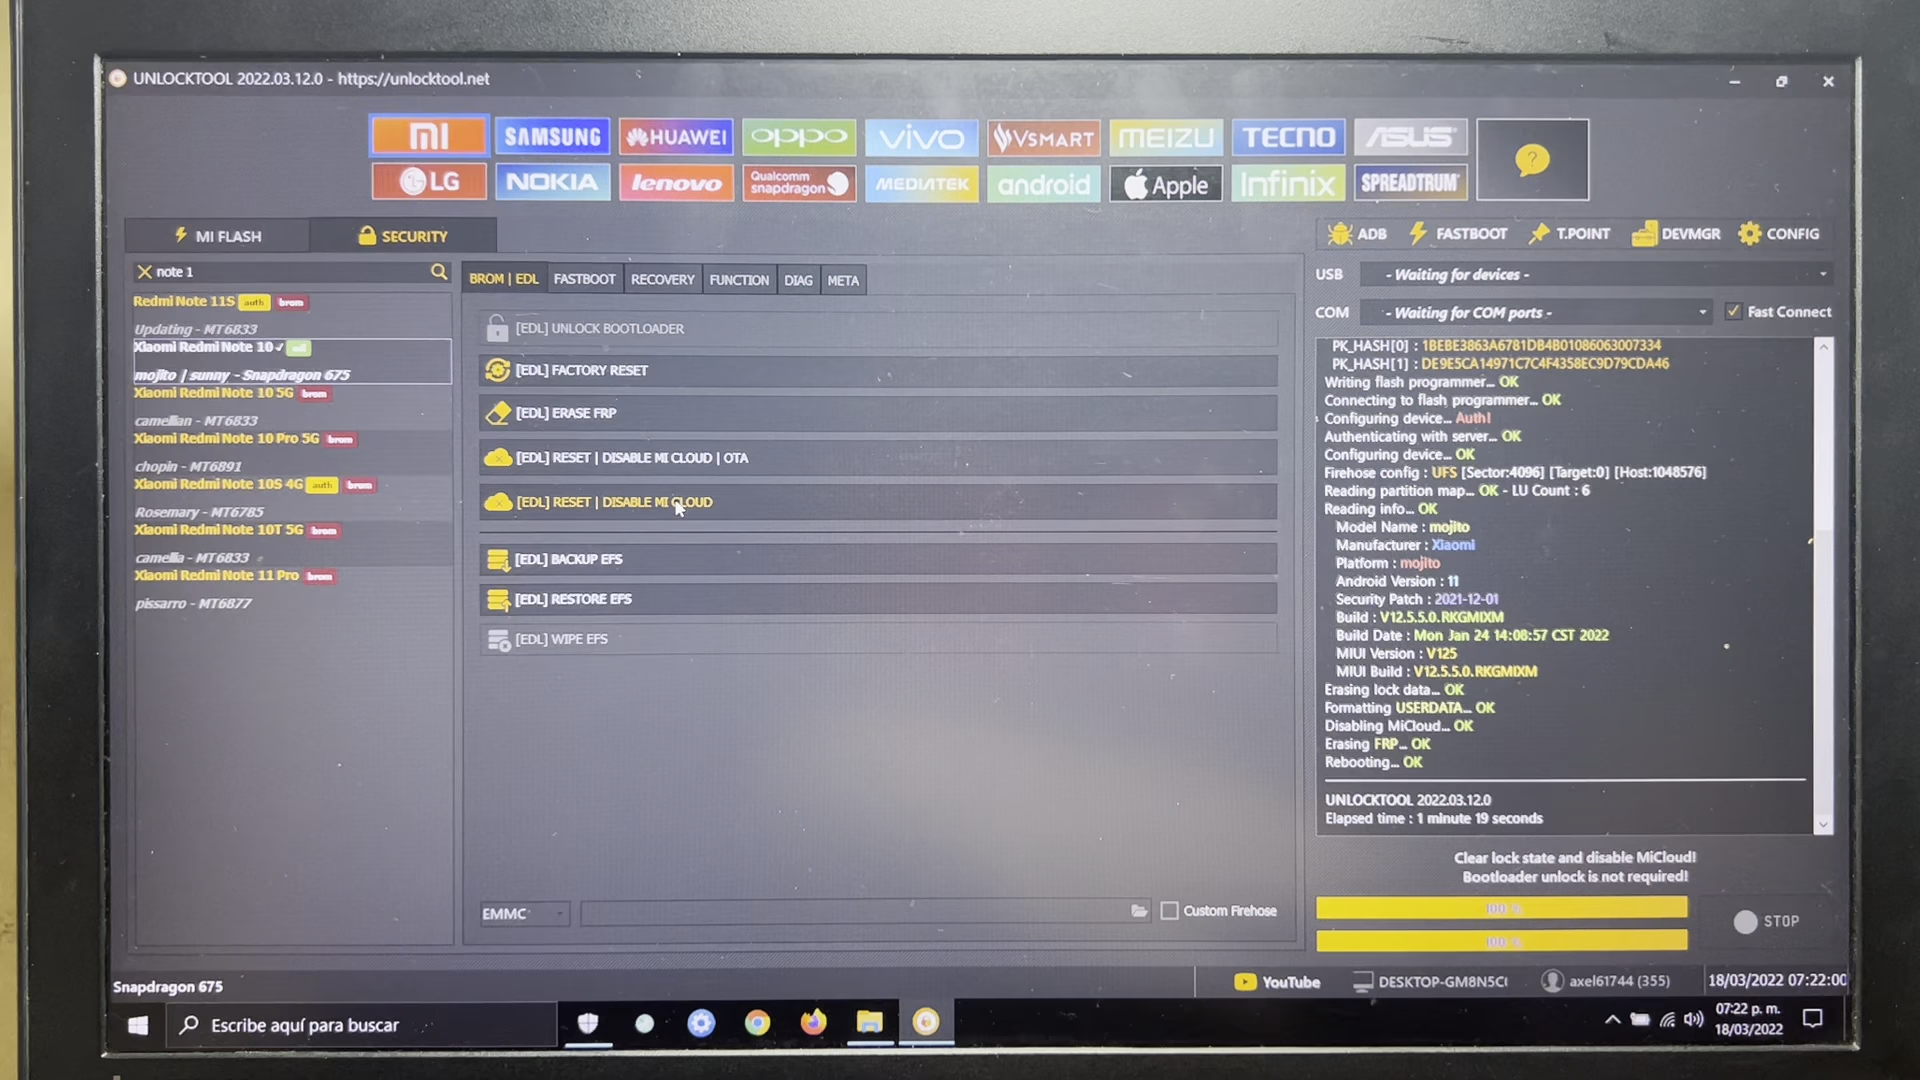 UNLOCKTOOL 2022.03.12.0 - https://unlocktool.net
MI SAMSUNG HUAWEI OPPO vivo VSMART MEIZU TECNO ASUS ?
LG NOKIA lenovo Qualcomm snapdragon MEDIATEK android Apple Infinix SPREADTRUM
MI FLASH SECURITY
ADB FASTBOOT T.POINT DEVMGR CONFIG
note 1
Redmi Note 11S auth brom
Updating - MT6833
Xiaomi Redmi Note 10 ✓
mojito | sunny - Snapdragon 675
Xiaomi Redmi Note 10 5G brom
camellian - MT6833
Xiaomi Redmi Note 10 Pro 5G brom
chopin - MT6891
Xiaomi Redmi Note 10S 4G auth brom
Rosemary - MT6785
Xiaomi Redmi Note 10T 5G brom
camellia - MT6833
Xiaomi Redmi Note 11 Pro brom
pissarro - MT6877
BROM | EDL FASTBOOT RECOVERY FUNCTION DIAG META
[EDL] UNLOCK BOOTLOADER
[EDL] FACTORY RESET
[EDL] ERASE FRP
[EDL] RESET | DISABLE MI CLOUD | OTA
[EDL] RESET | DISABLE MI CLOUD
[EDL] BACKUP EFS
[EDL] RESTORE EFS
[EDL] WIPE EFS
EMMC
Custom Firehose
USB - Waiting for devices -
COM - Waiting for COM ports - Fast Connect
PK_HASH[0] : 1BEBE3863A6781DB4B01086063007334
PK_HASH[1] : DE9E5CA14971C7C4F4358EC9D79CDA46
Writing flash programmer... OK
Connecting to flash programmer... OK
Configuring device... Auth!
Authenticating with server... OK
Configuring device... OK
Firehose config : UFS [Sector:4096] [Target:0] [Host:1048576]
Reading partition map... OK - LU Count : 6
Reading info... OK
Model Name : mojito
Manufacturer : Xiaomi
Platform : mojito
Android Version : 11
Security Patch : 2021-12-01
Build : V12.5.5.0.RKGMIXM
Build Date : Mon Jan 24 14:08:57 CST 2022
MIUI Version : V125
MIUI Build : V12.5.5.0.RKGMIXM
Erasing lock data... OK
Formatting USERDATA... OK
Disabling MiCloud... OK
Erasing FRP... OK
Rebooting... OK
UNLOCKTOOL 2022.03.12.0
Elapsed time : 1 minute 19 seconds
Clear lock state and disable MiCloud!
Bootloader unlock is not required!
100 %
100 %
STOP
Snapdragon 675
YouTube
axel61744 (355)
18/03/2022 07:22:00
Escribe aquí para buscar
07:22 p. m.
18/03/2022